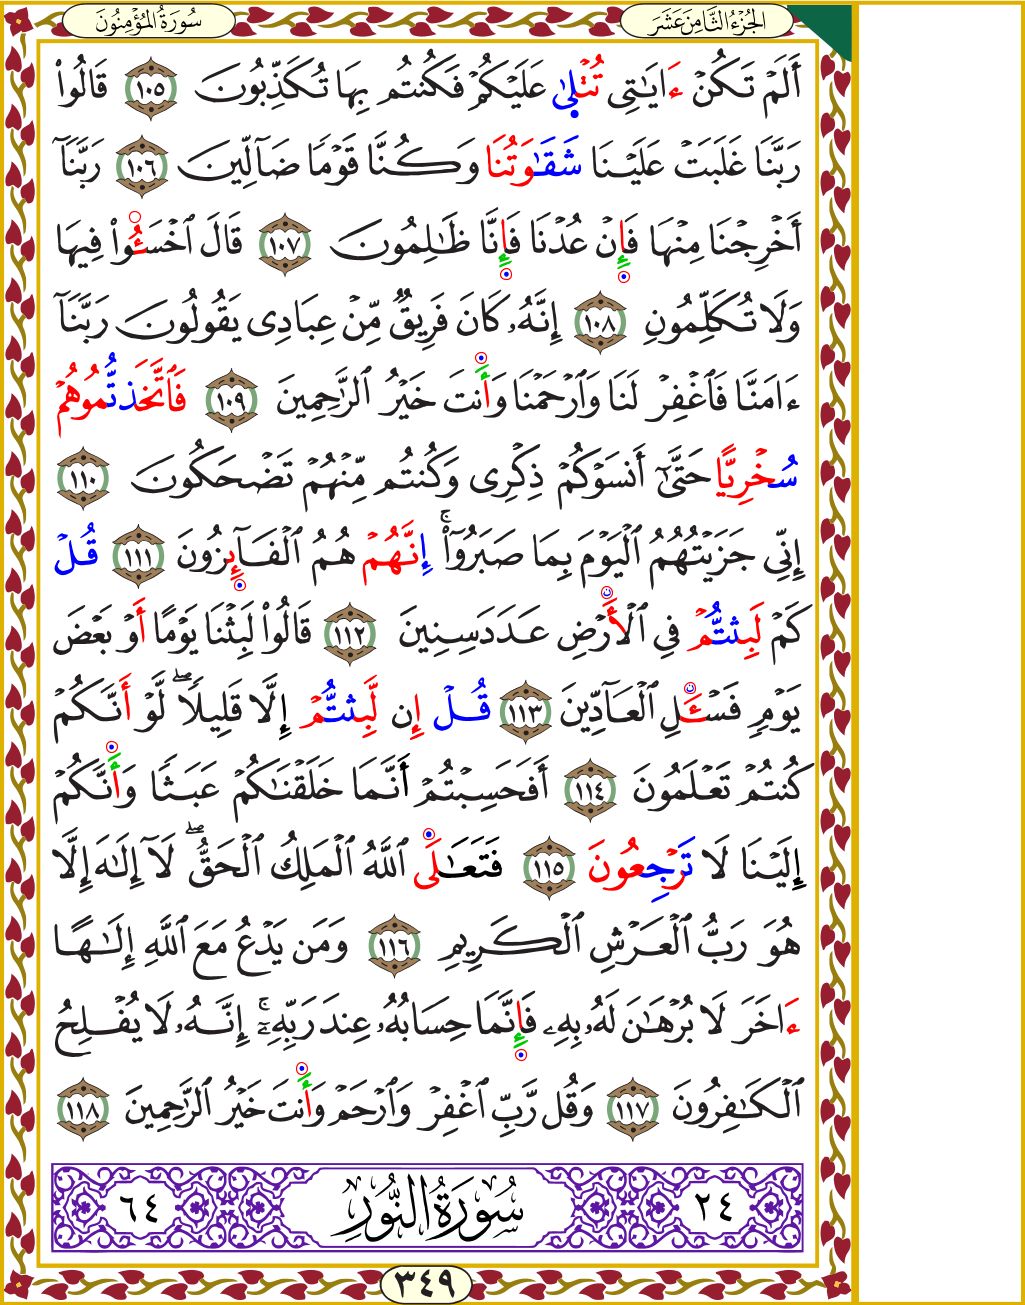 سُورَةُ المُؤْمِنُونَ
الجُزْءُ الثَّامِنَ عَشَرَ
أَلَمْ تَكُنْ ءَايَـٰتِى تُتْلَىٰ عَلَيْكُمْ فَكُنتُم بِهَا تُكَذِّبُونَ ١٠٥ قَالُوا۟
رَبَّنَا غَلَبَتْ عَلَيْنَا شَقَـٰوَتُنَا وَكُنَّا قَوْمًا ضَآلِّينَ ١٠٦ رَبَّنَآ
أَخْرِجْنَا مِنْهَا فَإِنْ عُدْنَا فَإِنَّا ظَـٰلِمُونَ ١٠٧ قَالَ ٱخْسَـُٔوا۟ فِيهَا
وَلَا تُكَلِّمُونِ ١٠٨ إِنَّهُۥ كَانَ فَرِيقٌ مِّنْ عِبَادِى يَقُولُونَ رَبَّنَآ
ءَامَنَّا فَٱغْفِرْ لَنَا وَٱرْحَمْنَا وَأَنتَ خَيْرُ ٱلرَّٰحِمِينَ ١٠٩ فَٱتَّخَذتُّمُوهُمْ
سُخْرِيًّا حَتَّىٰٓ أَنسَوْكُمْ ذِكْرِى وَكُنتُم مِّنْهُمْ تَضْحَكُونَ ١١٠
إِنِّى جَزَيْتُهُمُ ٱلْيَوْمَ بِمَا صَبَرُوٓا۟ۚ إِنَّهُمْ هُمُ ٱلْفَآئِزُونَ ١١١ قُلْ
كَمْ لَبِثتُّمْ فِى ٱلْأَرْضِ عَدَدَ سِنِينَ ١١٢ قَالُوا۟ لَبِثْنَا يَوْمًا أَوْ بَعْضَ
يَوْمٍ فَسْـَٔلِ ٱلْعَآدِّينَ ١١٣ قُلْ إِن لَّبِثتُّمْ إِلَّا قَلِيلًاۖ لَّوْ أَنَّكُمْ
كُنتُمْ تَعْلَمُونَ ١١٤ أَفَحَسِبْتُمْ أَنَّمَا خَلَقْنَـٰكُمْ عَبَثًا وَأَنَّكُمْ
إِلَيْنَا لَا تَرْجِعُونَ ١١٥ فَتَعَـٰلَى ٱللَّهُ ٱلْمَلِكُ ٱلْحَقُّۖ لَآ إِلَـٰهَ إِلَّا
هُوَ رَبُّ ٱلْعَرْشِ ٱلْكَرِيمِ ١١٦ وَمَن يَدْعُ مَعَ ٱللَّهِ إِلَـٰهًا
ءَاخَرَ لَا بُرْهَـٰنَ لَهُۥ بِهِۦ فَإِنَّمَا حِسَابُهُۥ عِندَ رَبِّهِۦٓۚ إِنَّهُۥ لَا يُفْلِحُ
ٱلْكَـٰفِرُونَ ١١٧ وَقُل رَّبِّ ٱغْفِرْ وَٱرْحَمْ وَأَنتَ خَيْرُ ٱلرَّٰحِمِينَ ١١٨
٢٤ سُورَةُ النُّورِ ٦٤
٣٤٩